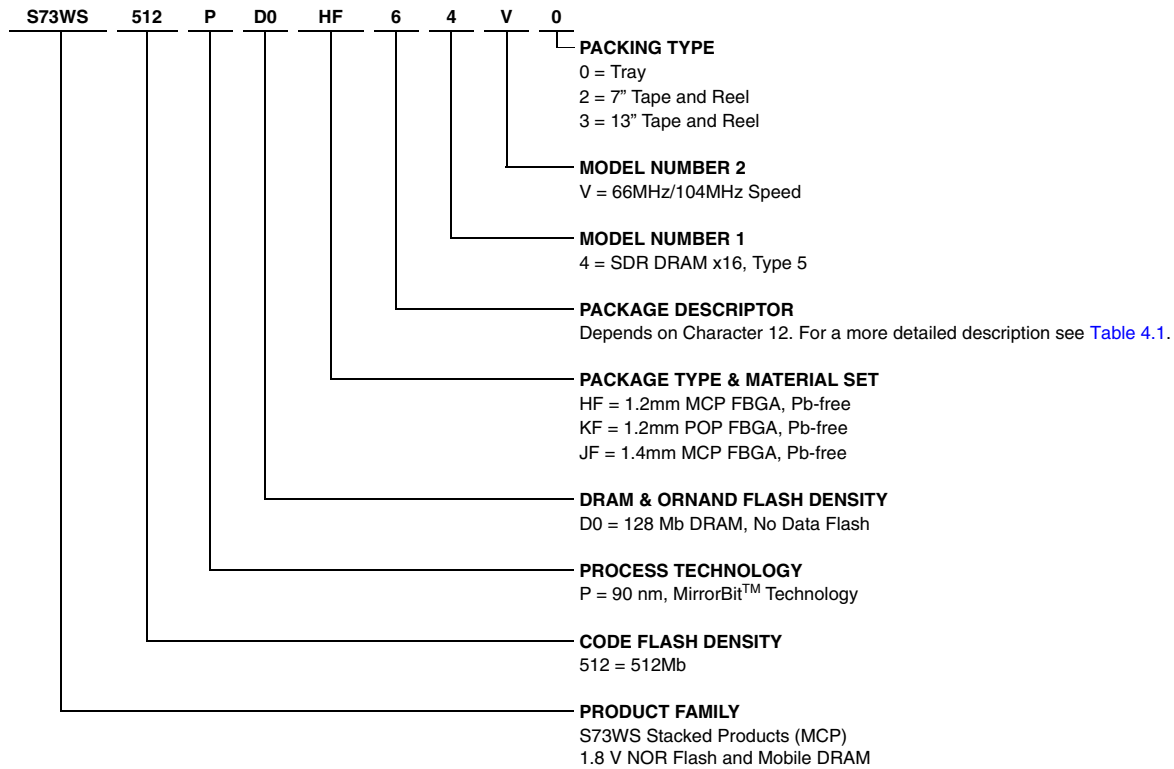 S73WS 512 P D0 HF 6 4 V 0
PACKING TYPE
0 = Tray
2 = 7” Tape and Reel
3 = 13” Tape and Reel
MODEL NUMBER 2
V = 66MHz/104MHz Speed
MODEL NUMBER 1
4 = SDR DRAM x16, Type 5
PACKAGE DESCRIPTOR
Depends on Character 12. For a more detailed description see Table 4.1.
PACKAGE TYPE & MATERIAL SET
HF = 1.2mm MCP FBGA, Pb-free
KF = 1.2mm POP FBGA, Pb-free
JF = 1.4mm MCP FBGA, Pb-free
DRAM & ORNAND FLASH DENSITY
D0 = 128 Mb DRAM, No Data Flash
PROCESS TECHNOLOGY
P = 90 nm, MirrorBit™ Technology
CODE FLASH DENSITY
512 = 512Mb
PRODUCT FAMILY
S73WS Stacked Products (MCP)
1.8 V NOR Flash and Mobile DRAM